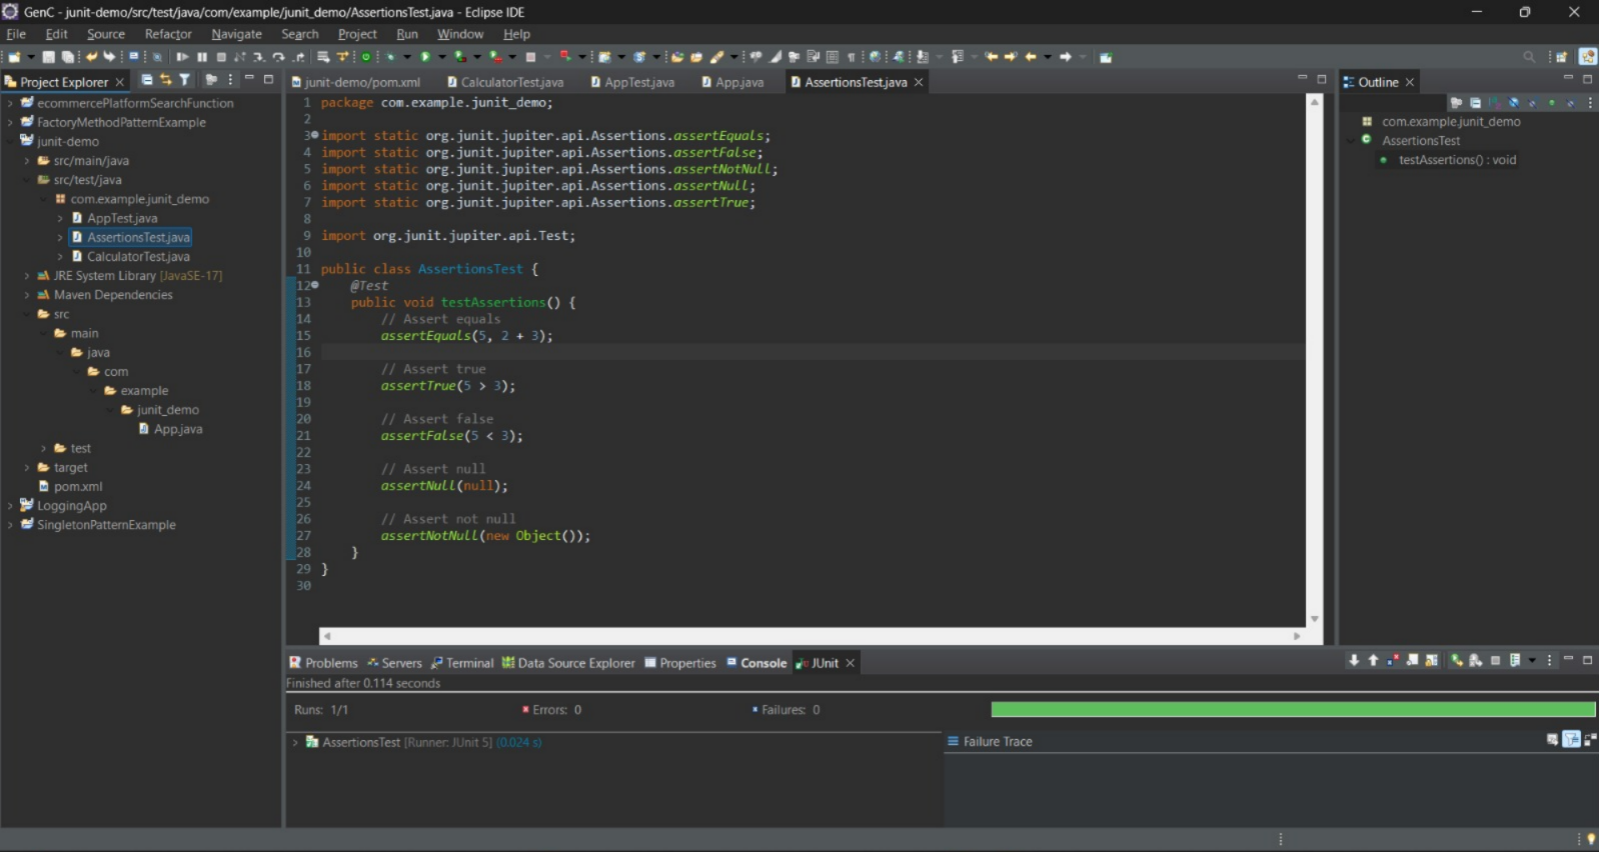 GenC - junit-demo/src/test/java/com/example/junit_demo/AssertionsTest.java - Eclipse IDE
File Edit Source Refactor Navigate Search Project Run Window Help
Project Explorer
ecommercePlatformSearchFunction
FactoryMethodPatternExample
junit-demo
src/main/java
src/test/java
com.example.junit_demo
AppTest.java
AssertionsTest.java
CalculatorTest.java
JRE System Library [JavaSE-17]
Maven Dependencies
src
main
java
com
example
junit_demo
App.java
test
target
pom.xml
LoggingApp
SingletonPatternExample
junit-demo/pom.xml CalculatorTest.java AppTest.java App.java AssertionsTest.java
1 package com.example.junit_demo;
2
3 import static org.junit.jupiter.api.Assertions.assertEquals;
4 import static org.junit.jupiter.api.Assertions.assertFalse;
5 import static org.junit.jupiter.api.Assertions.assertNotNull;
6 import static org.junit.jupiter.api.Assertions.assertNull;
7 import static org.junit.jupiter.api.Assertions.assertTrue;
8
9 import org.junit.jupiter.api.Test;
10
11 public class AssertionsTest {
12 @Test
13 public void testAssertions() {
14 // Assert equals
15 assertEquals(5, 2 + 3);
16
17 // Assert true
18 assertTrue(5 > 3);
19
20 // Assert false
21 assertFalse(5 < 3);
22
23 // Assert null
24 assertNull(null);
25
26 // Assert not null
27 assertNotNull(new Object());
28 }
29 }
30
Outline
com.example.junit_demo
AssertionsTest
testAssertions() : void
Problems Servers Terminal Data Source Explorer Properties Console JUnit
Finished after 0.114 seconds
Runs: 1/1 Errors: 0 Failures: 0
AssertionsTest [Runner: JUnit 5] (0.024 s)
Failure Trace